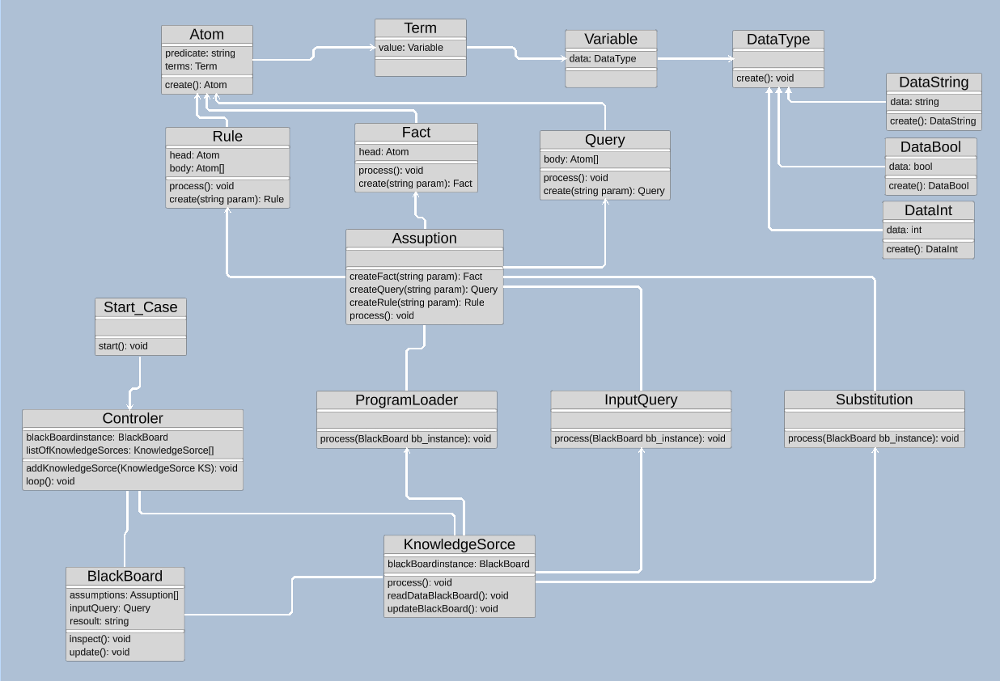 Atom
predicate: string
terms: Term
create(): Atom
Term
value: Variable
Variable
data: DataType
DataType
create(): void
DataString
data: string
create(): DataString
DataBool
data: bool
create(): DataBool
DataInt
data: int
create(): DataInt
Rule
head: Atom
body: Atom[]
process(): void
create(string param): Rule
Fact
head: Atom
process(): void
create(string param): Fact
Query
body: Atom[]
process(): void
create(string param): Query
Assuption
createFact(string param): Fact
createQuery(string param): Query
createRule(string param): Rule
process(): void
Start_Case
start(): void
Controler
blackBoardinstance: BlackBoard
listOfKnowledgeSorces: KnowledgeSorce[]
addKnowledgeSorce(KnowledgeSorce KS): void
loop(): void
ProgramLoader
process(BlackBoard bb_instance): void
InputQuery
process(BlackBoard bb_instance): void
Substitution
process(BlackBoard bb_instance): void
KnowledgeSorce
blackBoardinstance: BlackBoard
process(): void
readDataBlackBoard(): void
updateBlackBoard(): void
BlackBoard
assumptions: Assuption[]
inputQuery: Query
resoult: string
inspect(): void
update(): void